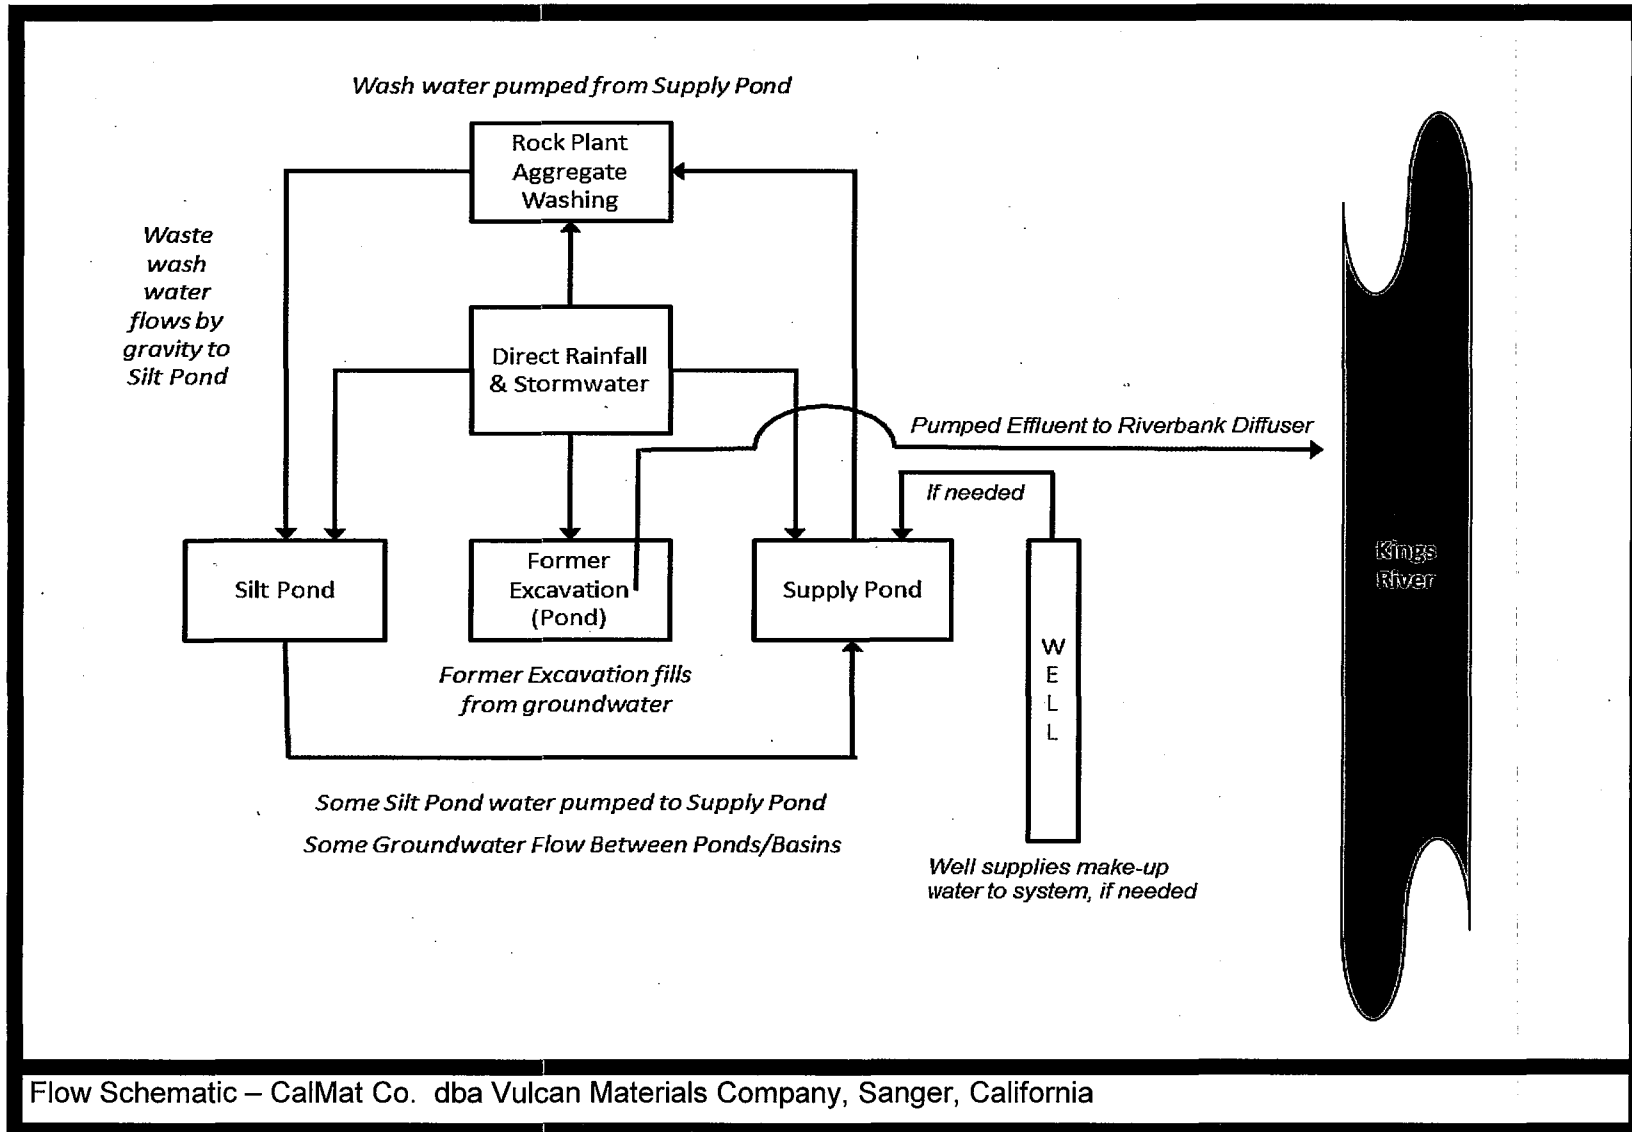 Wash water pumped from Supply Pond
Rock Plant
Aggregate
Washing
Waste
wash
water
flows by
gravity to
Silt Pond
Direct Rainfall
& Stormwater
Pumped Effluent to Riverbank Diffuser
If needed
Silt Pond
Former
Excavation
(Pond)
Supply Pond
Kings
River
W
E
L
L
Former Excavation fills
from groundwater
Some Silt Pond water pumped to Supply Pond
Some Groundwater Flow Between Ponds/Basins
Well supplies make-up
water to system, if needed
Flow Schematic – CalMat Co. dba Vulcan Materials Company, Sanger, California